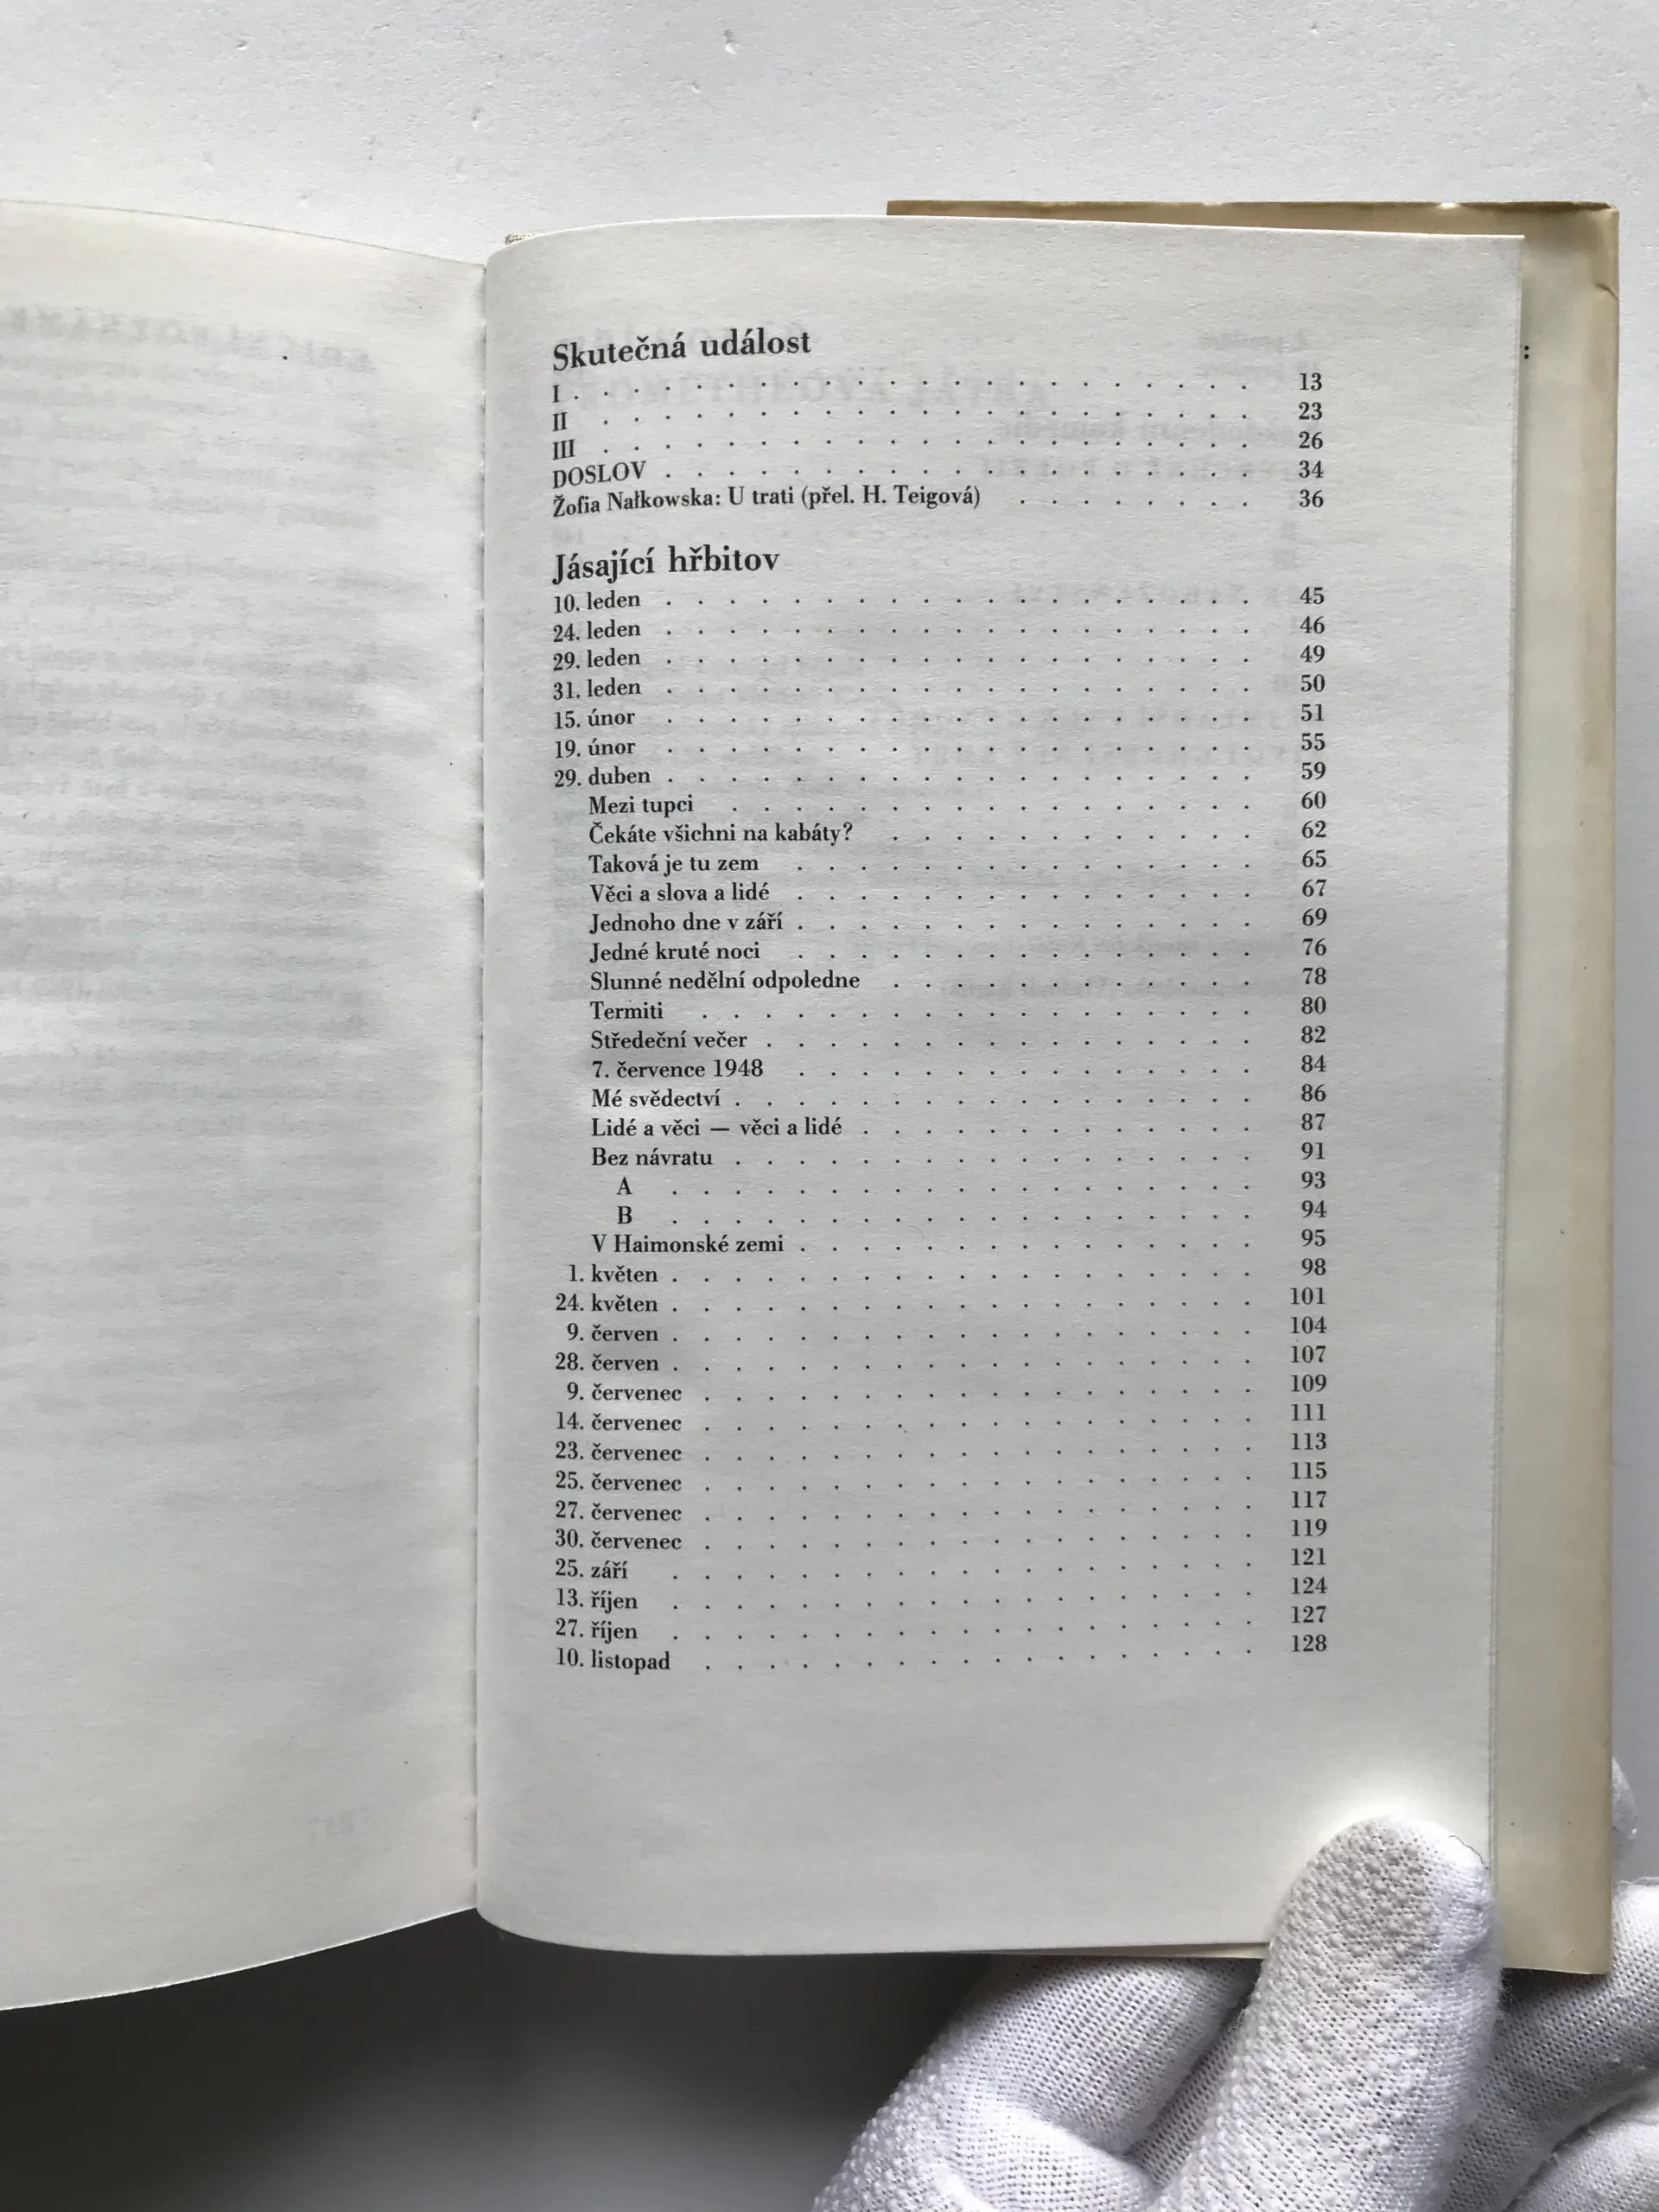 Skutečná událost
I . . . . . . . . . . . . . . . . . . . . . . 13
II . . . . . . . . . . . . . . . . . . . . . 23
III . . . . . . . . . . . . . . . . . . . . . 26
DOSLOV . . . . . . . . . . . . . . . . . . . 34
Žofia Nałkowska: U trati (přel. H. Teigová) . . . . . . . . 36
Jásající hřbitov
10. leden . . . . . . . . . . . . . . . . . . . 45
24. leden . . . . . . . . . . . . . . . . . . . 46
29. leden . . . . . . . . . . . . . . . . . . . 49
31. leden . . . . . . . . . . . . . . . . . . . 50
15. únor . . . . . . . . . . . . . . . . . . . 51
19. únor . . . . . . . . . . . . . . . . . . . 55
29. duben . . . . . . . . . . . . . . . . . . . 59
Mezi tupci . . . . . . . . . . . . . . . . . 60
Čekáte všichni na kabáty? . . . . . . . . . . . . 62
Taková je tu zem . . . . . . . . . . . . . . . 65
Věci a slova a lidé . . . . . . . . . . . . . . . 67
Jednoho dne v září . . . . . . . . . . . . . . . 69
Jedné kruté noci . . . . . . . . . . . . . . . 76
Slunné nedělní odpoledne . . . . . . . . . . . . 78
Termiti . . . . . . . . . . . . . . . . . . 80
Středeční večer . . . . . . . . . . . . . . . . 82
7. července 1948 . . . . . . . . . . . . . . . 84
Mé svědectví . . . . . . . . . . . . . . . . . 86
Lidé a věci — věci a lidé . . . . . . . . . . . . . 87
Bez návratu . . . . . . . . . . . . . . . . . 91
A . . . . . . . . . . . . . . . . . . . 93
B . . . . . . . . . . . . . . . . . . . 94
V Haimonské zemi . . . . . . . . . . . . . . . 95
1. květen . . . . . . . . . . . . . . . . . . . 98
24. květen . . . . . . . . . . . . . . . . . . . 101
9. červen . . . . . . . . . . . . . . . . . . . 104
28. červen . . . . . . . . . . . . . . . . . . . 107
9. červenec . . . . . . . . . . . . . . . . . . 109
14. červenec . . . . . . . . . . . . . . . . . . 111
23. červenec . . . . . . . . . . . . . . . . . . 113
25. červenec . . . . . . . . . . . . . . . . . . 115
27. červenec . . . . . . . . . . . . . . . . . . 117
30. červenec . . . . . . . . . . . . . . . . . . 119
25. září . . . . . . . . . . . . . . . . . . . 121
13. říjen . . . . . . . . . . . . . . . . . . . 124
27. říjen . . . . . . . . . . . . . . . . . . . 127
10. listopad . . . . . . . . . . . . . . . . . . 128